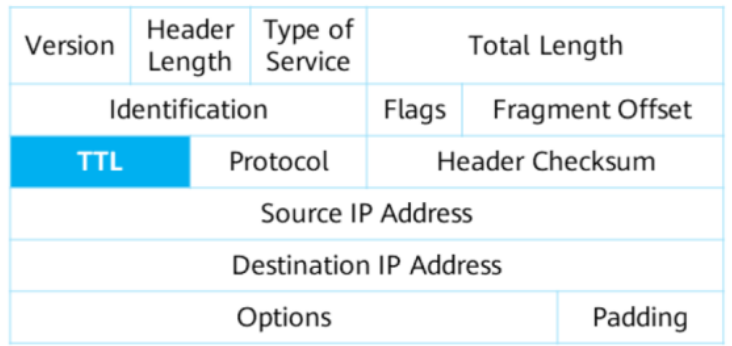 Version
Header
Length
Type of
Service
Total Length
Identification
Flags
Fragment Offset
TTL
Protocol
Header Checksum
Source IP Address
Destination IP Address
Options
Padding